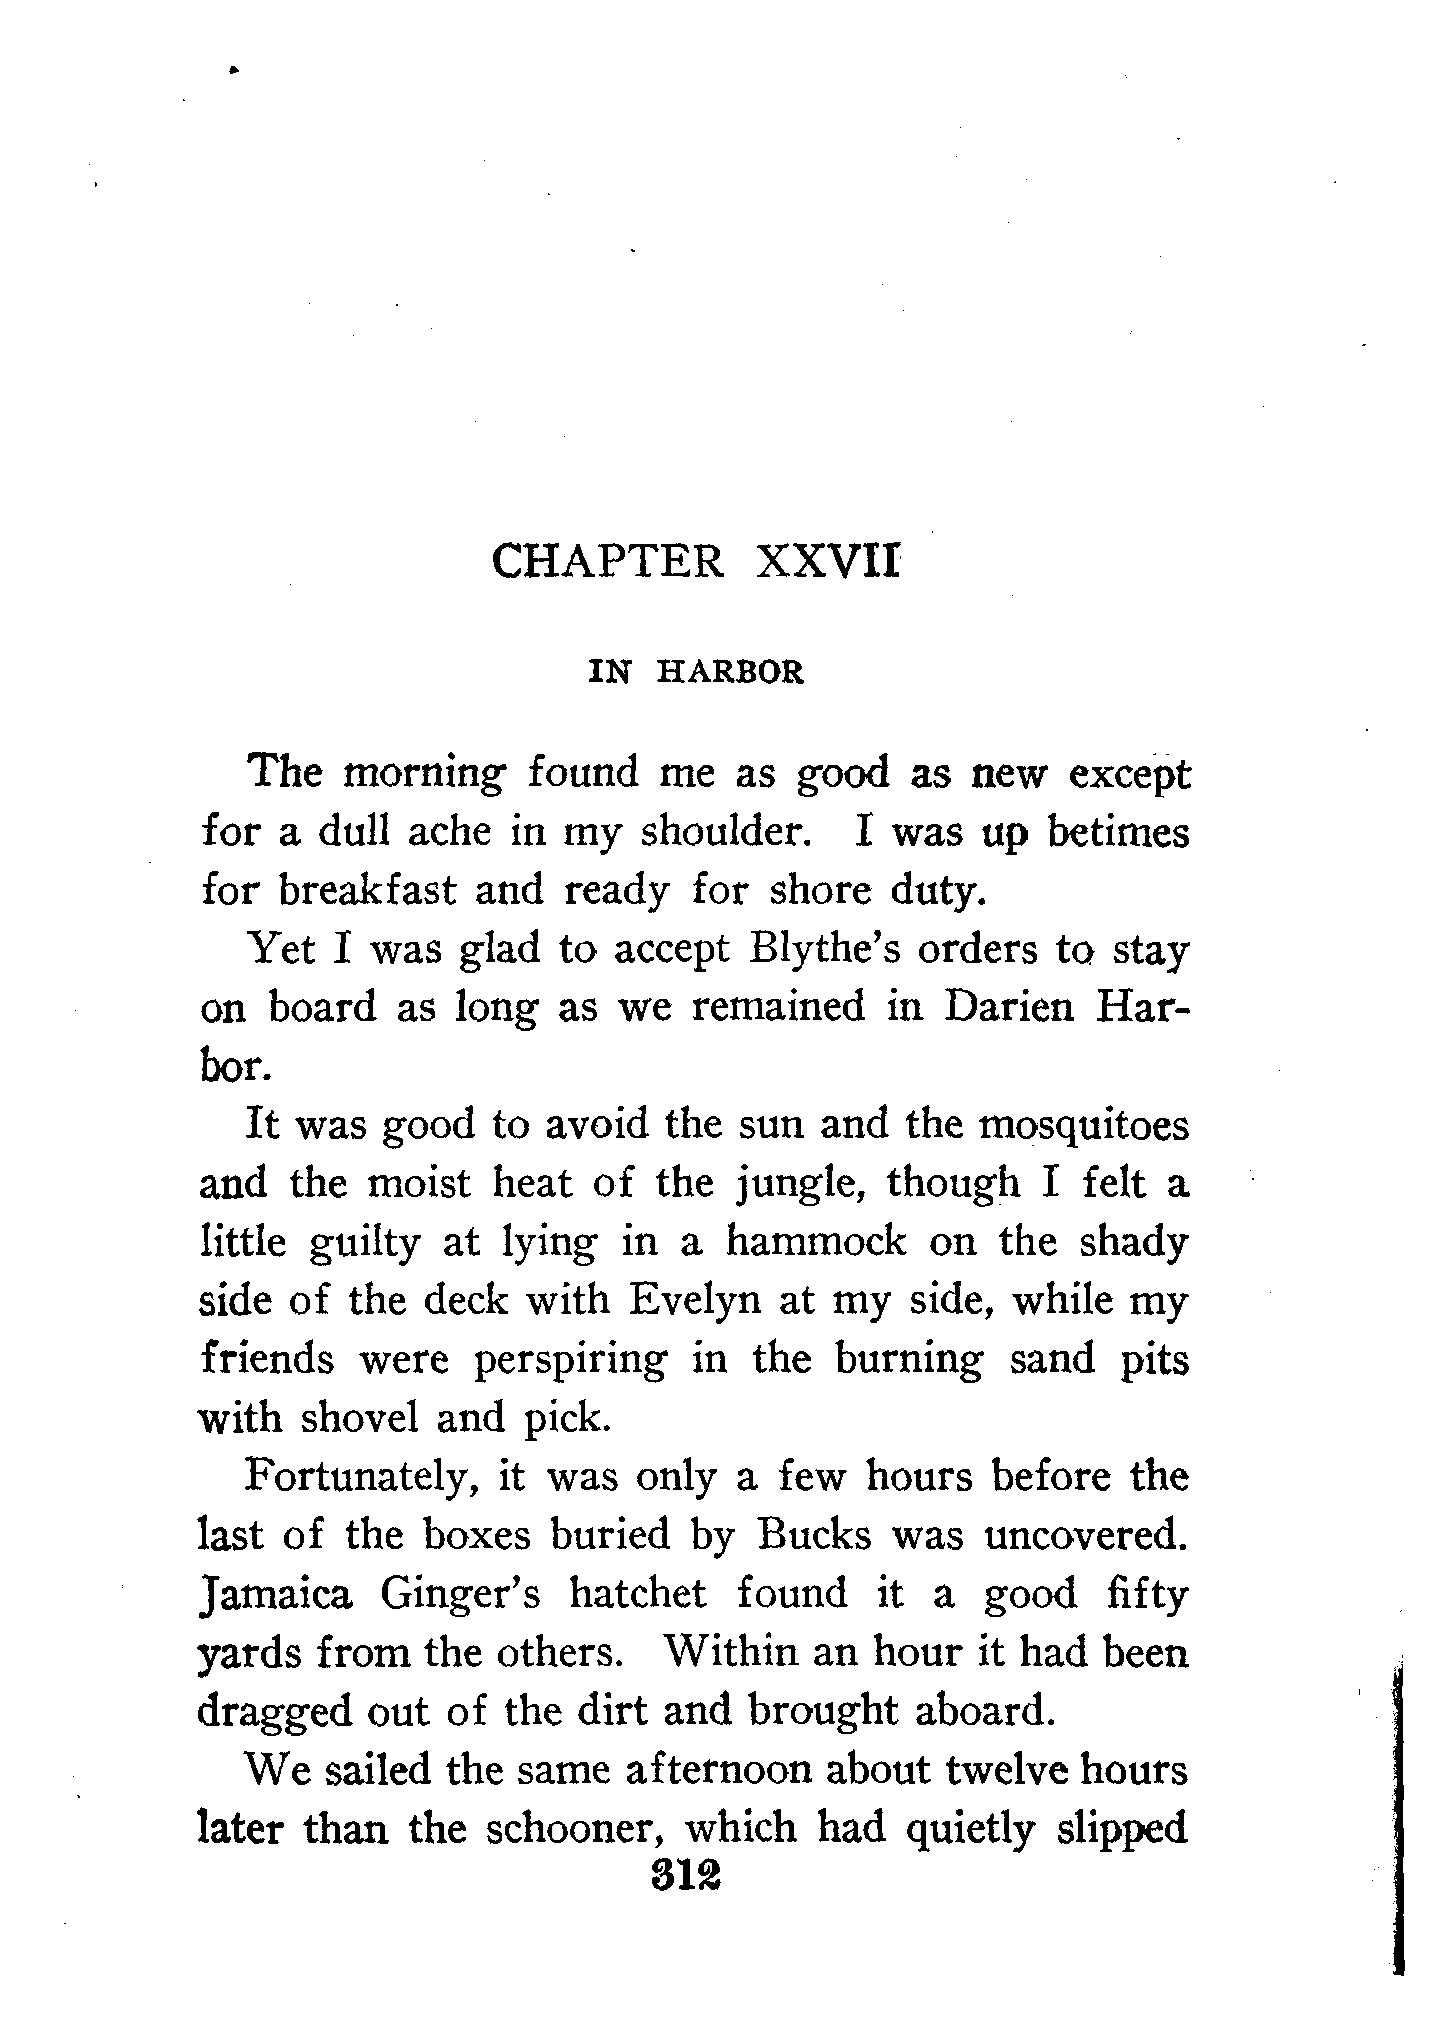 CHAPTER XXVII
IN HARBOR
The morning found me as good as new except
for a dull ache in my shoulder. I was up betimes
for breakfast and ready for shore duty.
Yet I was glad to accept Blythe's orders to stay
on board as long as we remained in Darien Har-
bor.
It was good to avoid the sun and the mosquitoes
and the moist heat of the jungle, though I felt a
little guilty at lying in a hammock on the shady
side of the deck with Evelyn at my side, while my
friends were perspiring in the burning sand pits
with shovel and pick.
Fortunately, it was only a few hours before the
last of the boxes buried by Bucks was uncovered.
Jamaica Ginger's hatchet found it a good fifty
yards from the others. Within an hour it had been
dragged out of the dirt and brought aboard.
We sailed the same afternoon about twelve hours
later than the schooner, which had quietly slipped
312